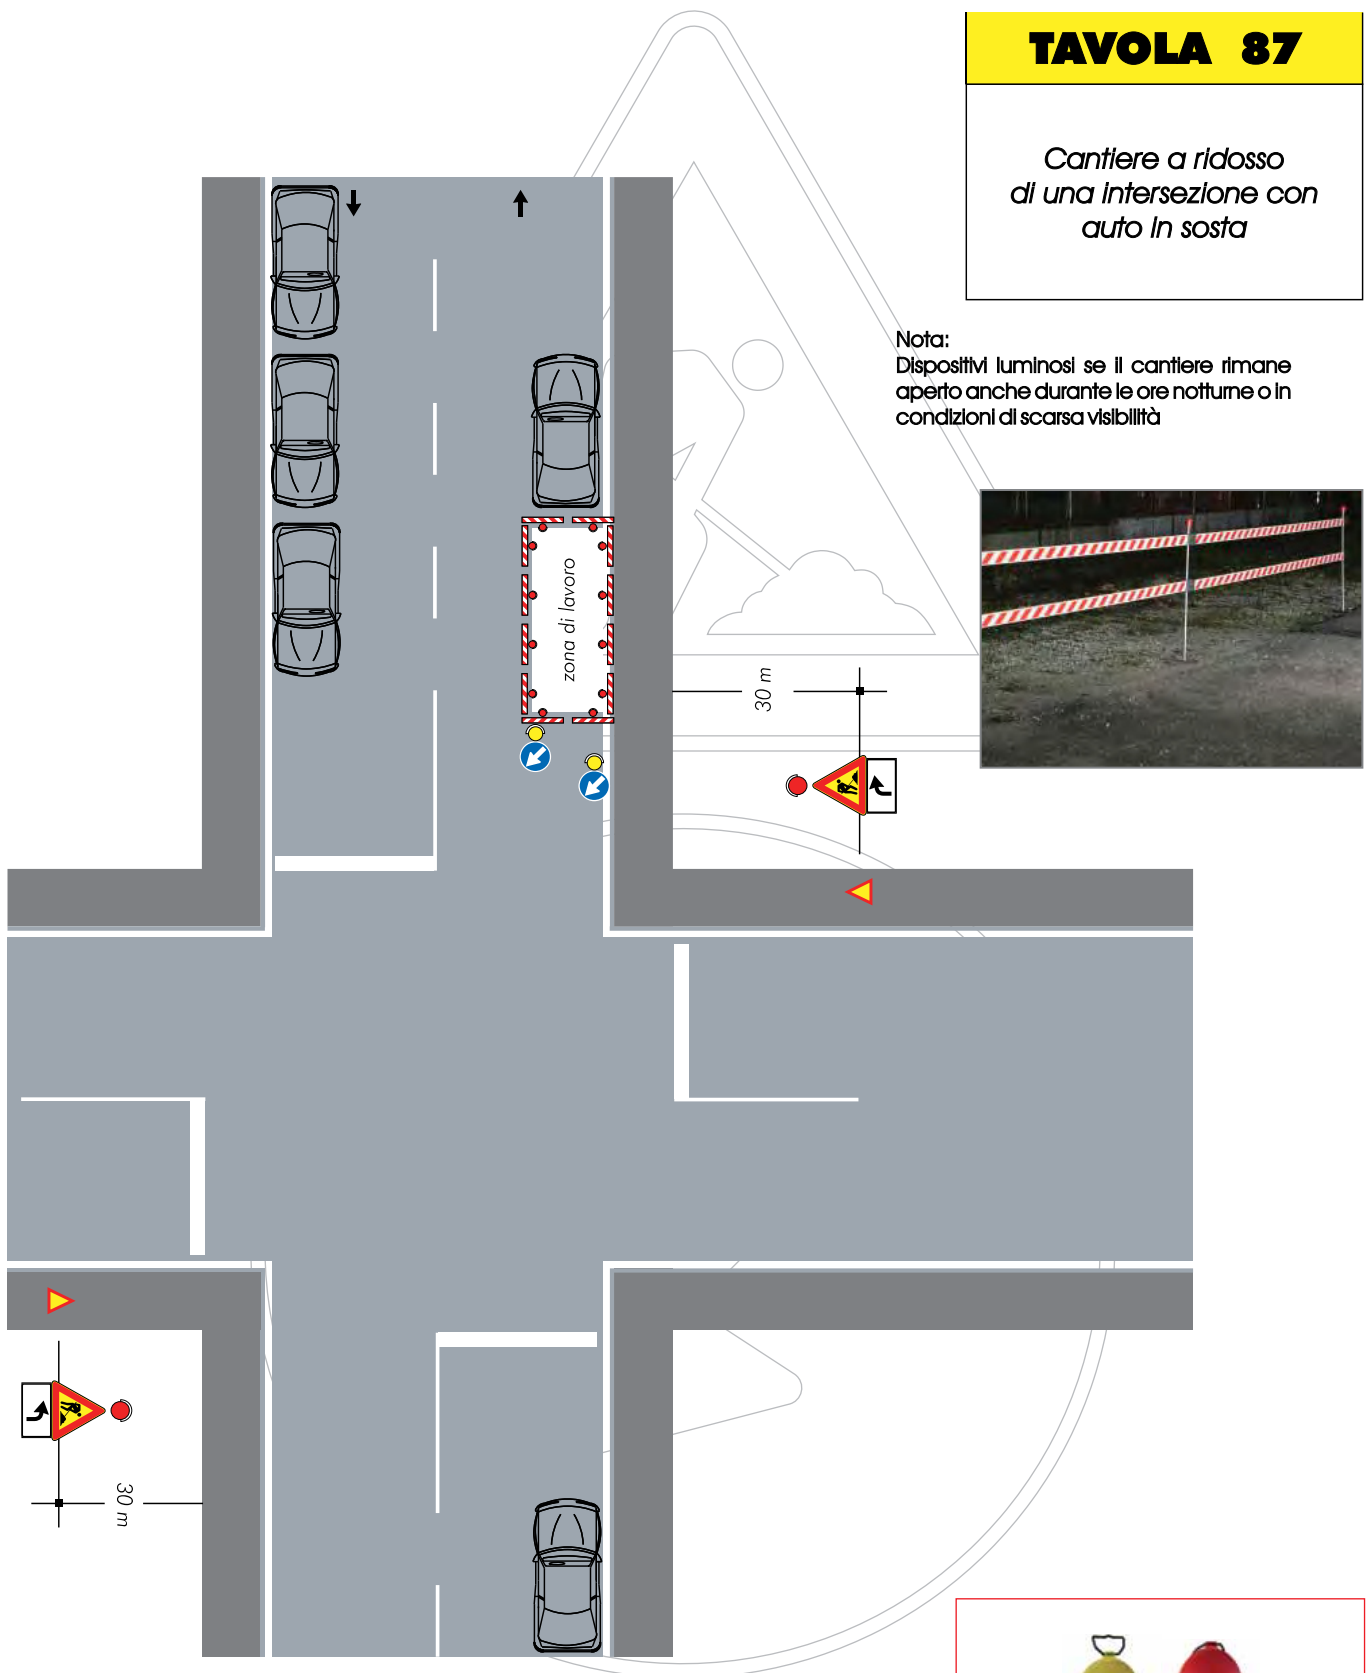 TAVOLA 87
Cantiere a ridosso
di una intersezione con
auto in sosta
Nota:
Dispositivi luminosi se il cantiere rimane
aperto anche durante le ore notturne o in
condizioni di scarsa visibilità
zona di lavoro
30 m
30 m